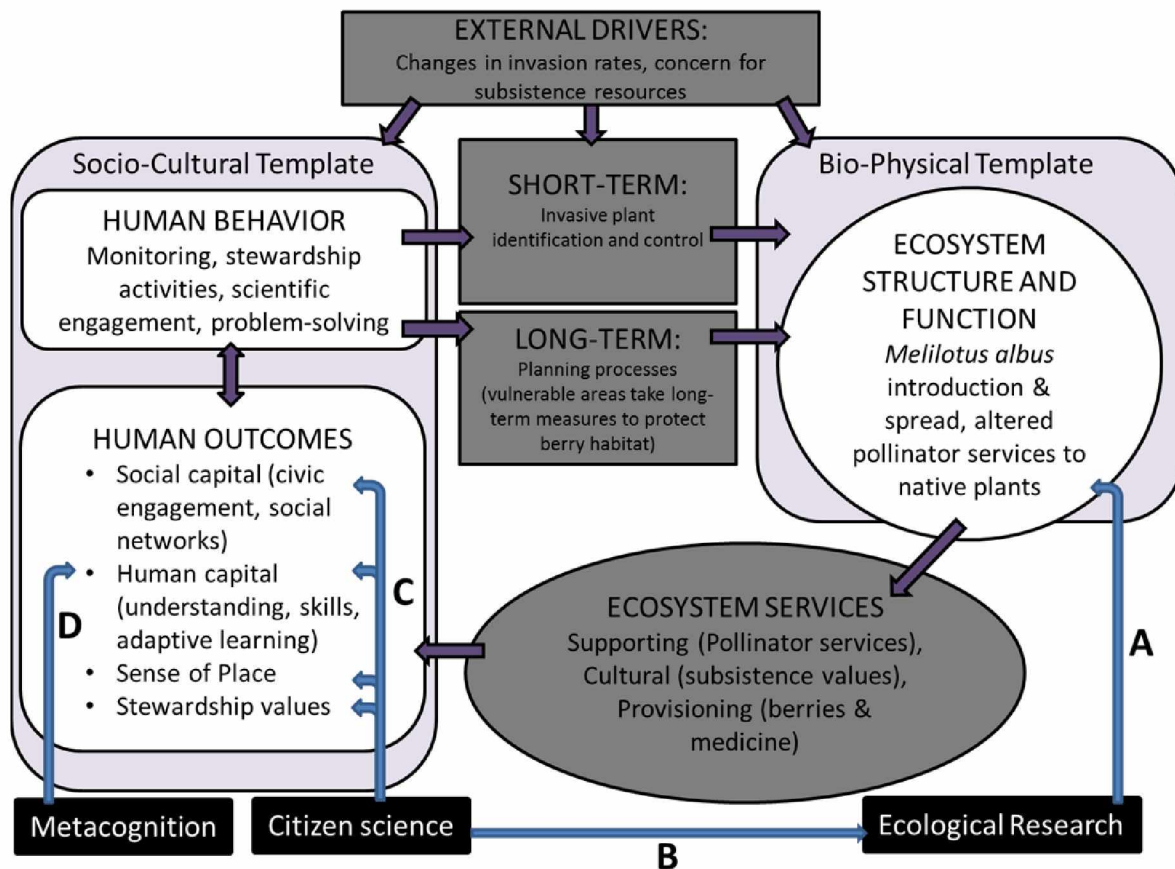 EXTERNAL DRIVERS:
Changes in invasion rates, concern for
subsistence resources
Socio-Cultural Template
HUMAN BEHAVIOR
Monitoring, stewardship
activities, scientific
engagement, problem-solving
SHORT-TERM:
Invasive plant
identification and control
LONG-TERM:
Planning processes
(vulnerable areas take long-
term measures to protect
berry habitat)
Bio-Physical Template
ECOSYSTEM
STRUCTURE AND
FUNCTION
Melilotus albus
introduction &
spread, altered
pollinator services to
native plants
HUMAN OUTCOMES
• Social capital (civic
engagement, social
networks)
• Human capital
(understanding, skills,
adaptive learning)
• Sense of Place
• Stewardship values
D
C
ECOSYSTEM SERVICES
Supporting (Pollinator services),
Cultural (subsistence values),
Provisioning (berries &
medicine)
A
Metacognition
Citizen science
B
Ecological Research